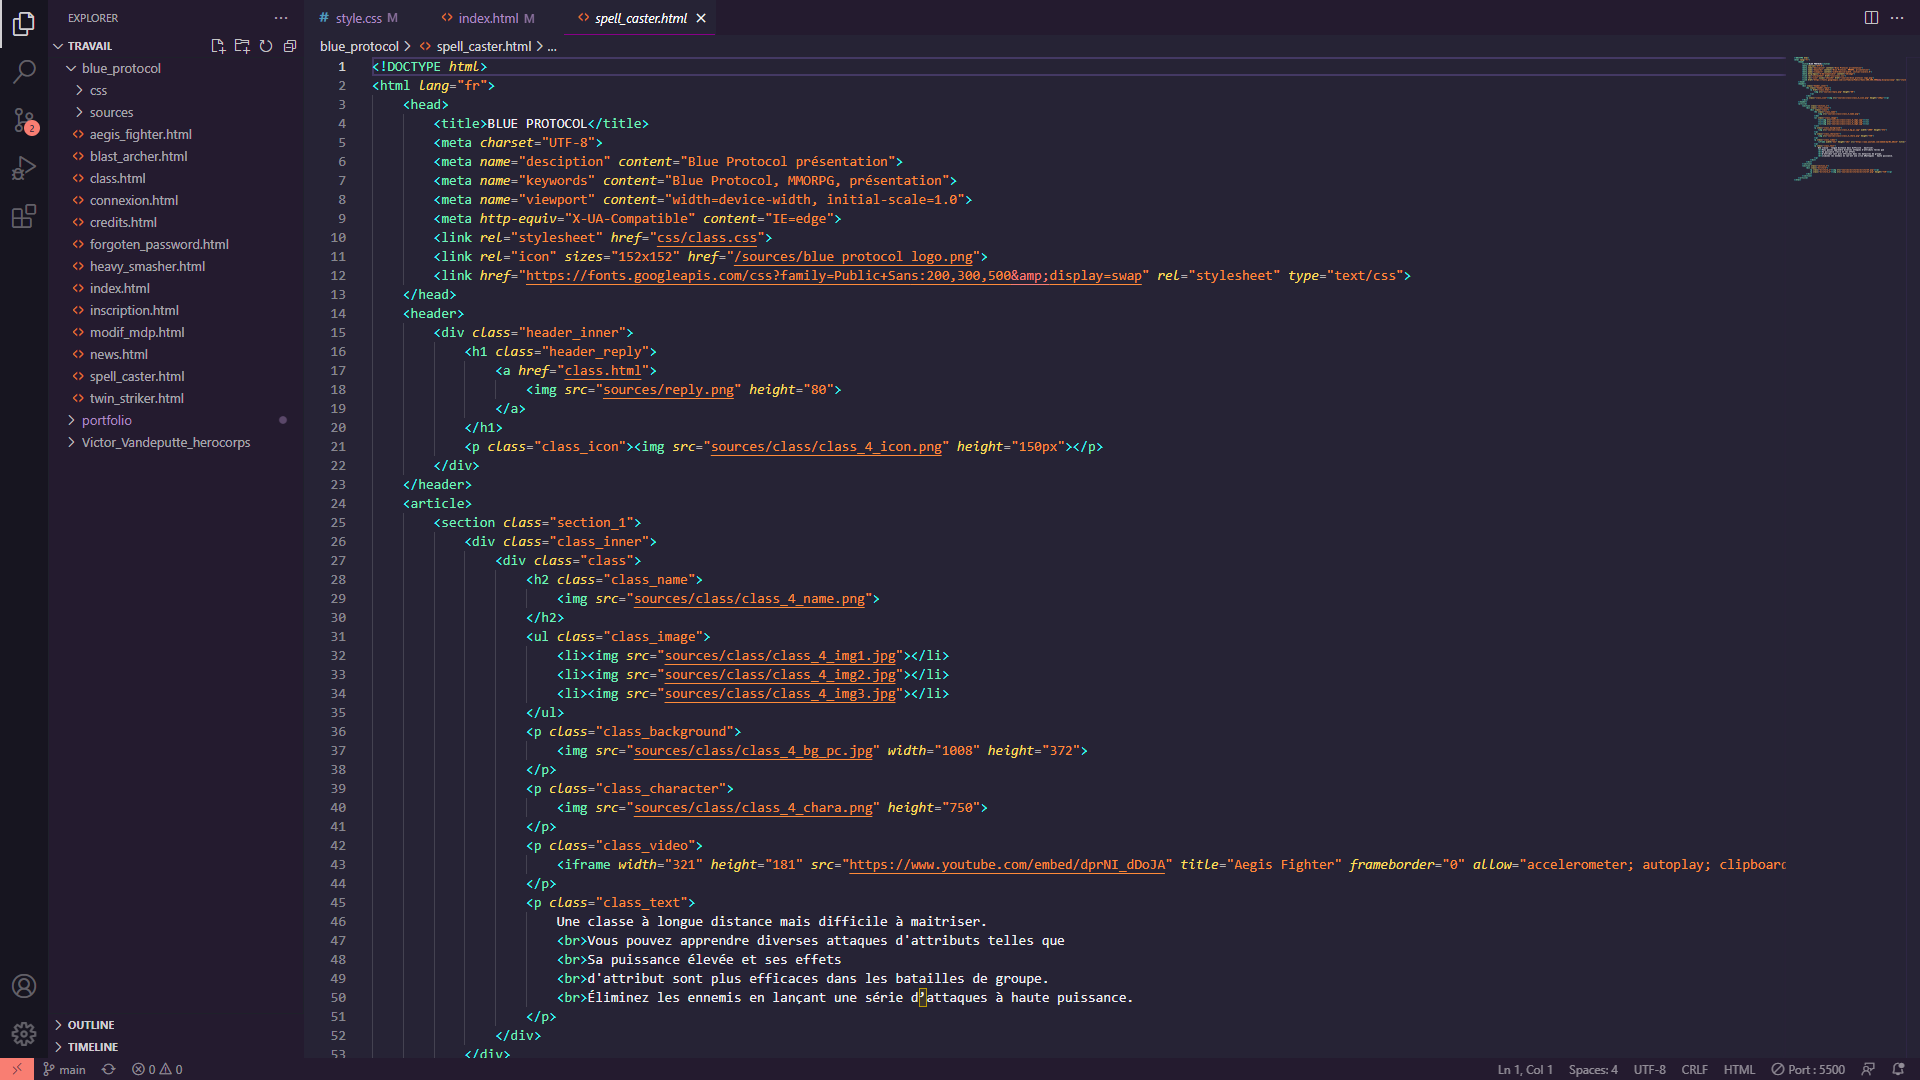 EXPLORER
TRAVAIL
blue_protocol
css
sources
aegis_fighter.html
blast_archer.html
class.html
connexion.html
credits.html
forgoten_password.html
heavy_smasher.html
index.html
inscription.html
modif_mdp.html
news.html
spell_caster.html
twin_striker.html
portfolio
Victor_Vandeputte_herocorps
OUTLINE
TIMELINE
2
# style.css M
<> index.html M
<> spell_caster.html ×
blue_protocol > <> spell_caster.html > ...
1 <!DOCTYPE html>
2 <html lang="fr">
3 <head>
4 <title>BLUE PROTOCOL</title>
5 <meta charset="UTF-8">
6 <meta name="desciption" content="Blue Protocol présentation">
7 <meta name="keywords" content="Blue Protocol, MMORPG, présentation">
8 <meta name="viewport" content="width=device-width, initial-scale=1.0">
9 <meta http-equiv="X-UA-Compatible" content="IE=edge">
10 <link rel="stylesheet" href="css/class.css">
11 <link rel="icon" sizes="152x152" href="/sources/blue_protocol_logo.png">
12 <link href="https://fonts.googleapis.com/css?family=Public+Sans:200,300,500&amp;display=swap" rel="stylesheet" type="text/css">
13 </head>
14 <header>
15 <div class="header_inner">
16 <h1 class="header_reply">
17 <a href="class.html">
18 <img src="sources/reply.png" height="80">
19 </a>
20 </h1>
21 <p class="class_icon"><img src="sources/class/class_4_icon.png" height="150px"></p>
22 </div>
23 </header>
24 <article>
25 <section class="section_1">
26 <div class="class_inner">
27 <div class="class">
28 <h2 class="class_name">
29 <img src="sources/class/class_4_name.png">
30 </h2>
31 <ul class="class_image">
32 <li><img src="sources/class/class_4_img1.jpg"></li>
33 <li><img src="sources/class/class_4_img2.jpg"></li>
34 <li><img src="sources/class/class_4_img3.jpg"></li>
35 </ul>
36 <p class="class_background">
37 <img src="sources/class/class_4_bg_pc.jpg" width="1008" height="372">
38 </p>
39 <p class="class_character">
40 <img src="sources/class/class_4_chara.png" height="750">
41 </p>
42 <p class="class_video">
43 <iframe width="321" height="181" src="https://www.youtube.com/embed/dprNI_dDoJA" title="Aegis Fighter" frameborder="0" allow="accelerometer; autoplay; clipboard
44 </p>
45 <p class="class_text">
46 Une classe à longue distance mais difficile à maitriser.
47 <br>Vous pouvez apprendre diverses attaques d'attributs telles que
48 <br>Sa puissance élevée et ses effets
49 <br>d'attribut sont plus efficaces dans les batailles de groupe.
50 <br>Éliminez les ennemis en lançant une série d’attaques à haute puissance.
51 </p>
52 </div>
53 </div>
main 0 0 Ln 1, Col 1 Spaces: 4 UTF-8 CRLF HTML Port : 5500